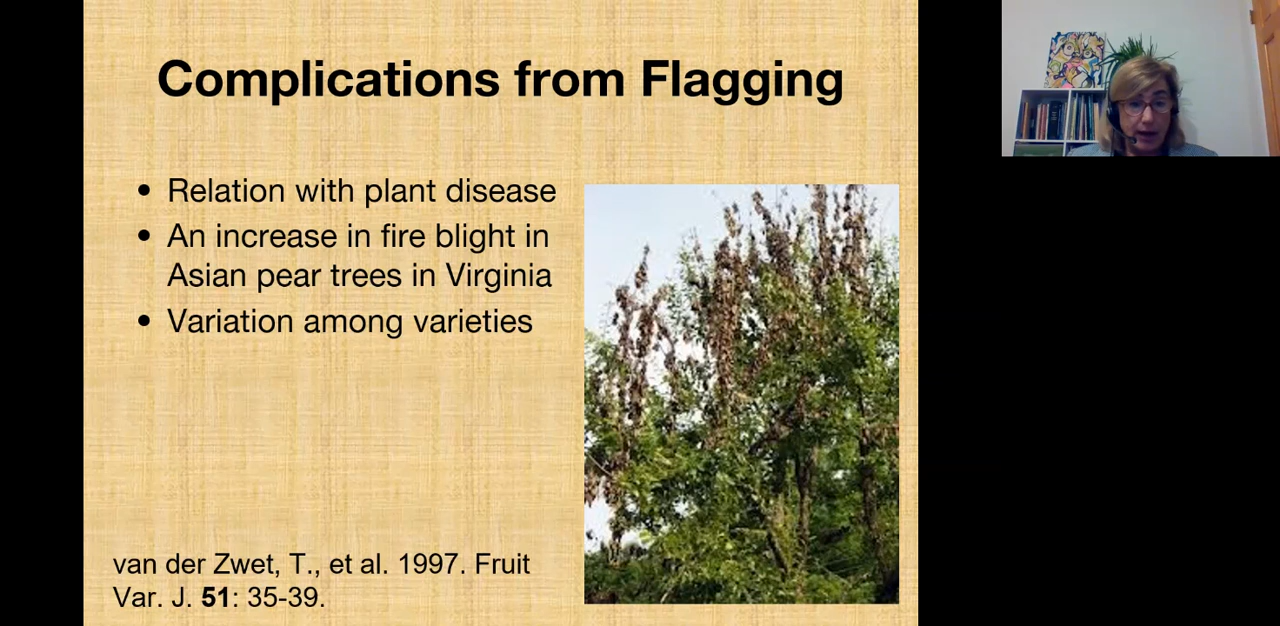 Complications from Flagging
• Relation with plant disease
• An increase in fire blight in
Asian pear trees in Virginia
• Variation among varieties
van der Zwet, T., et al. 1997. Fruit
Var. J. 51: 35-39.